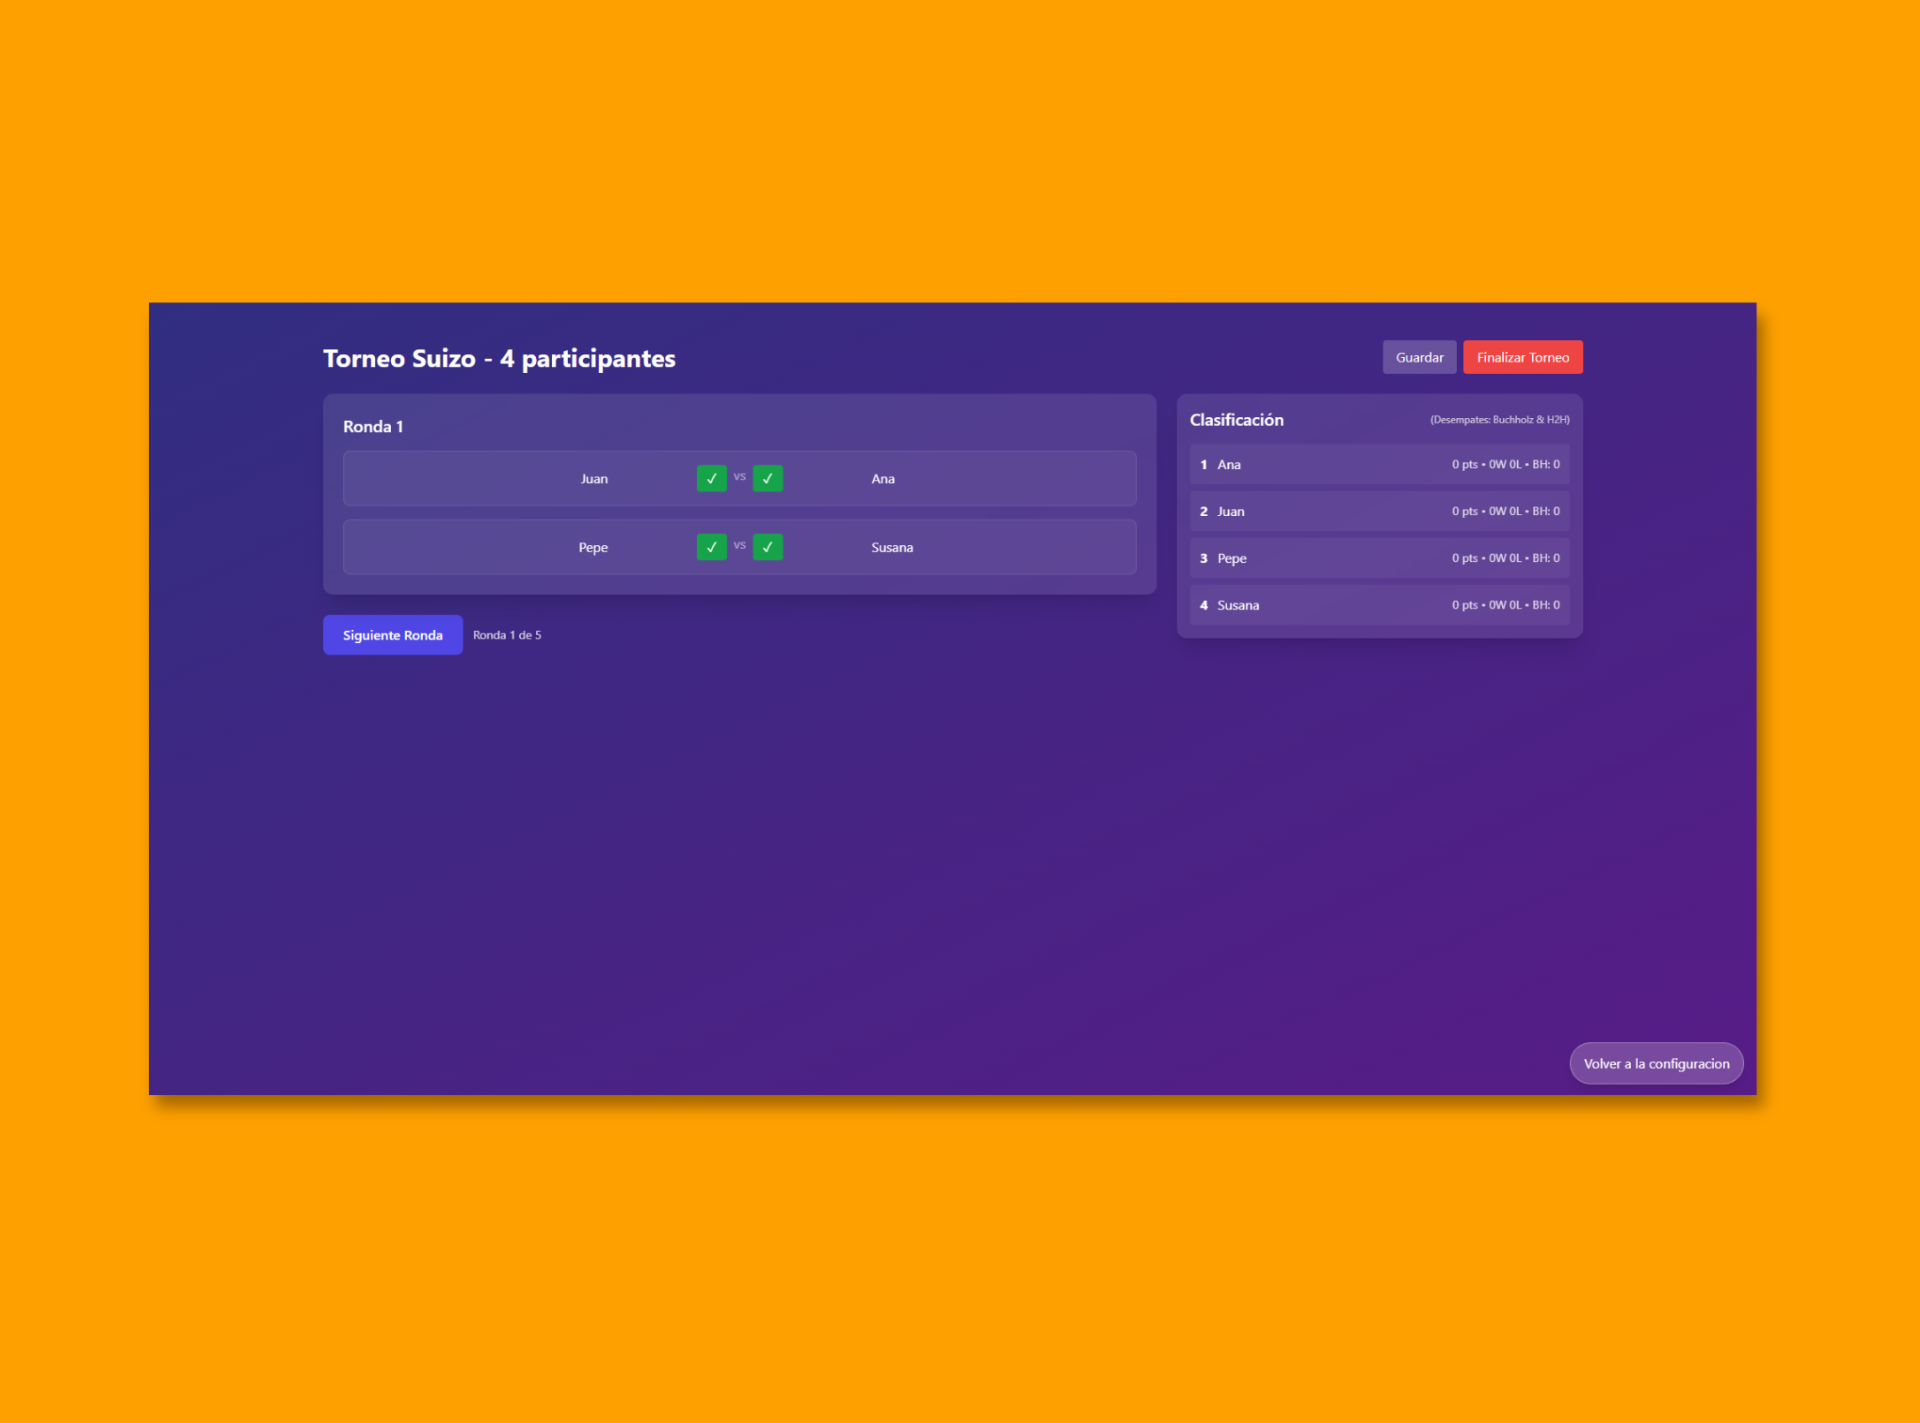 Torneo Suizo - 4 participantes
Guardar
Finalizar Torneo
Ronda 1
Juan ✓ vs ✓ Ana
Pepe ✓ vs ✓ Susana
Siguiente Ronda
Ronda 1 de 5
Clasificación
(Desempates: Buchholz & H2H)
1 Ana 0 pts • 0W 0L • BH: 0
2 Juan 0 pts • 0W 0L • BH: 0
3 Pepe 0 pts • 0W 0L • BH: 0
4 Susana 0 pts • 0W 0L • BH: 0
Volver a la configuracion